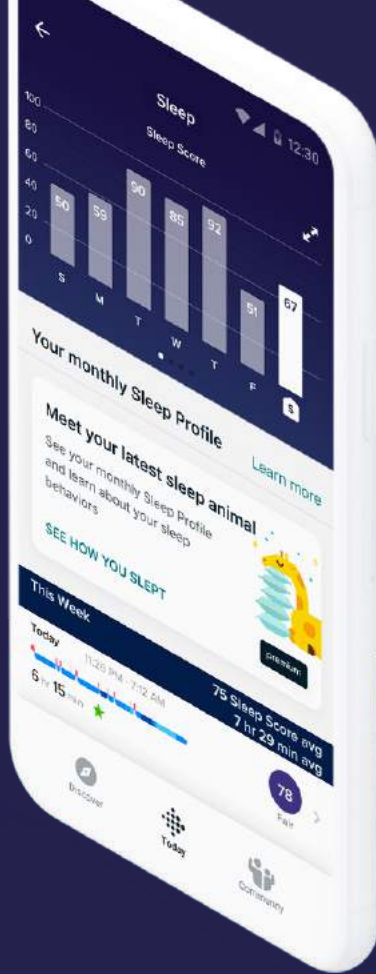 12:30
Sleep
Sleep Score
100
80
60
40
20
0
50
59
90
85
92
51
67
S
M
T
W
T
F
S
Your monthly Sleep Profile
Learn more
Meet your latest sleep animal
See your monthly Sleep Profile
and learn about your sleep
behaviors
SEE HOW YOU SLEPT
premium
This Week
75 Sleep Score avg
7 hr 29 min avg
Today
11:26 PM - 7:12 AM
6 hr 15 min
78
Fair
Discover
Today
Community